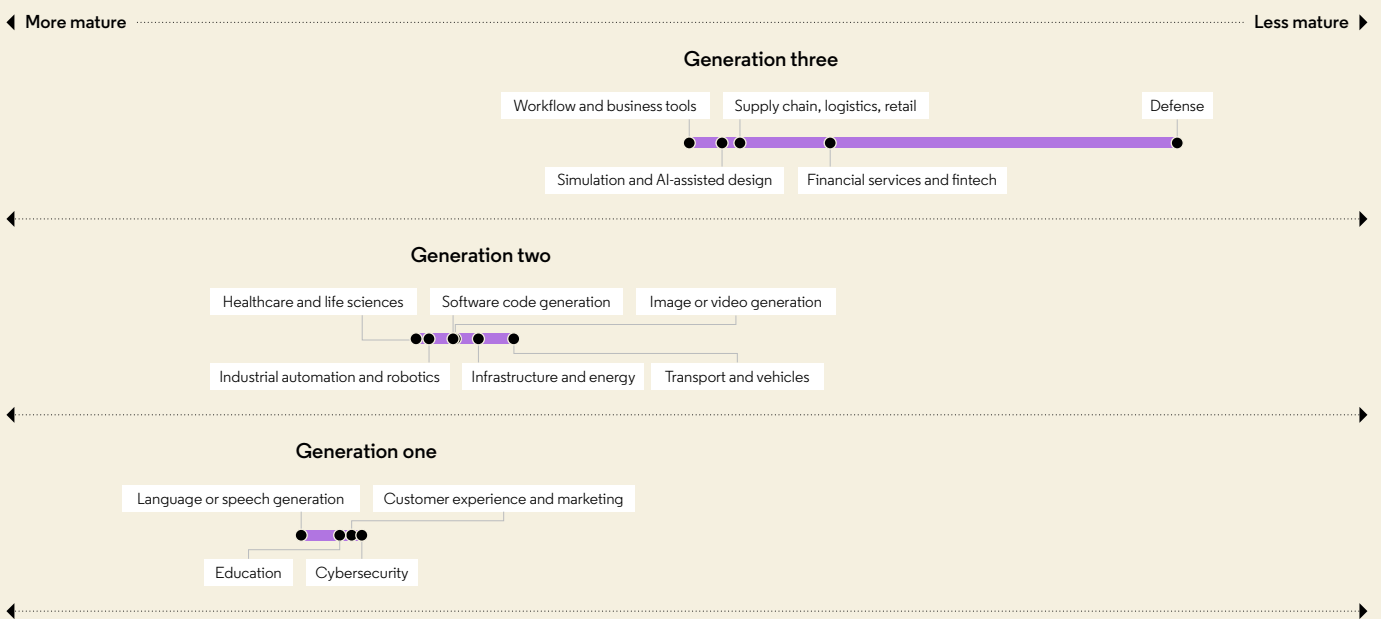 More mature
Less mature
Generation three
Workflow and business tools
Supply chain, logistics, retail
Defense
Simulation and AI-assisted design
Financial services and fintech
Generation two
Healthcare and life sciences
Software code generation
Image or video generation
Industrial automation and robotics
Infrastructure and energy
Transport and vehicles
Generation one
Language or speech generation
Customer experience and marketing
Education
Cybersecurity